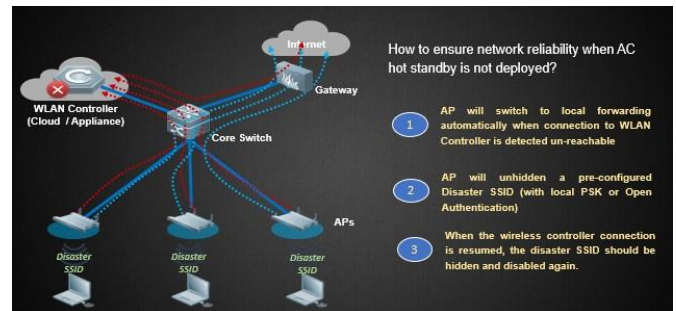 Internet
How to ensure network reliability when AC
hot standby is not deployed?
Gateway
WLAN Controller
(Cloud / Appliance)
Core Switch
1
AP will switch to local forwarding
automatically when connection to WLAN
Controller is detected un-reachable
2
AP will unhidden a pre-configured
Disaster SSID (with local PSK or Open
Authentication)
APs
3
When the wireless controller connection
is resumed, the disaster SSID should be
hidden and disabled again.
Disaster
SSID
Disaster
SSID
Disaster
SSID